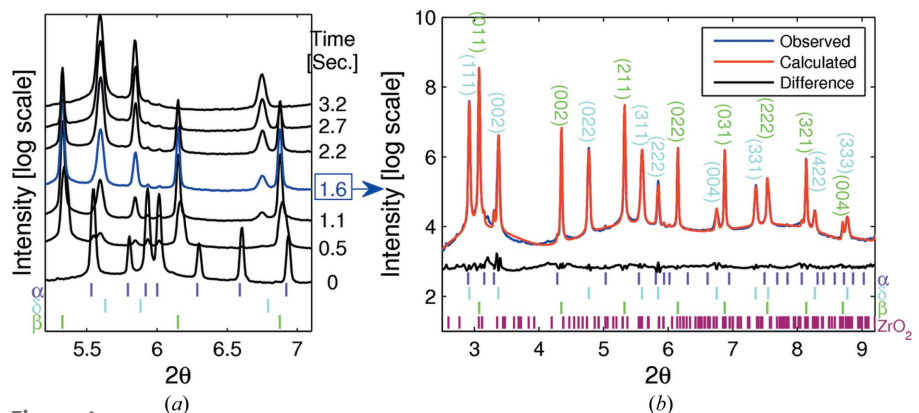 Time
[Sec.]
3.2
2.7
2.2
1.6
1.1
0.5
0
Intensity [log scale]
α
δ
β
5.5 6 6.5 7
2θ
(a)
10
8
6
4
2
Intensity [log scale]
(111)
(011)
(002)
(002)
(022)
(211)
(311)
(222)
(022)
(004)
(031)
(331)
(222)
(321)
(422)
(004)
(333)
Observed
Calculated
Difference
α
δ
β
ZrO2
3 4 5 6 7 8 9
2θ
(b)